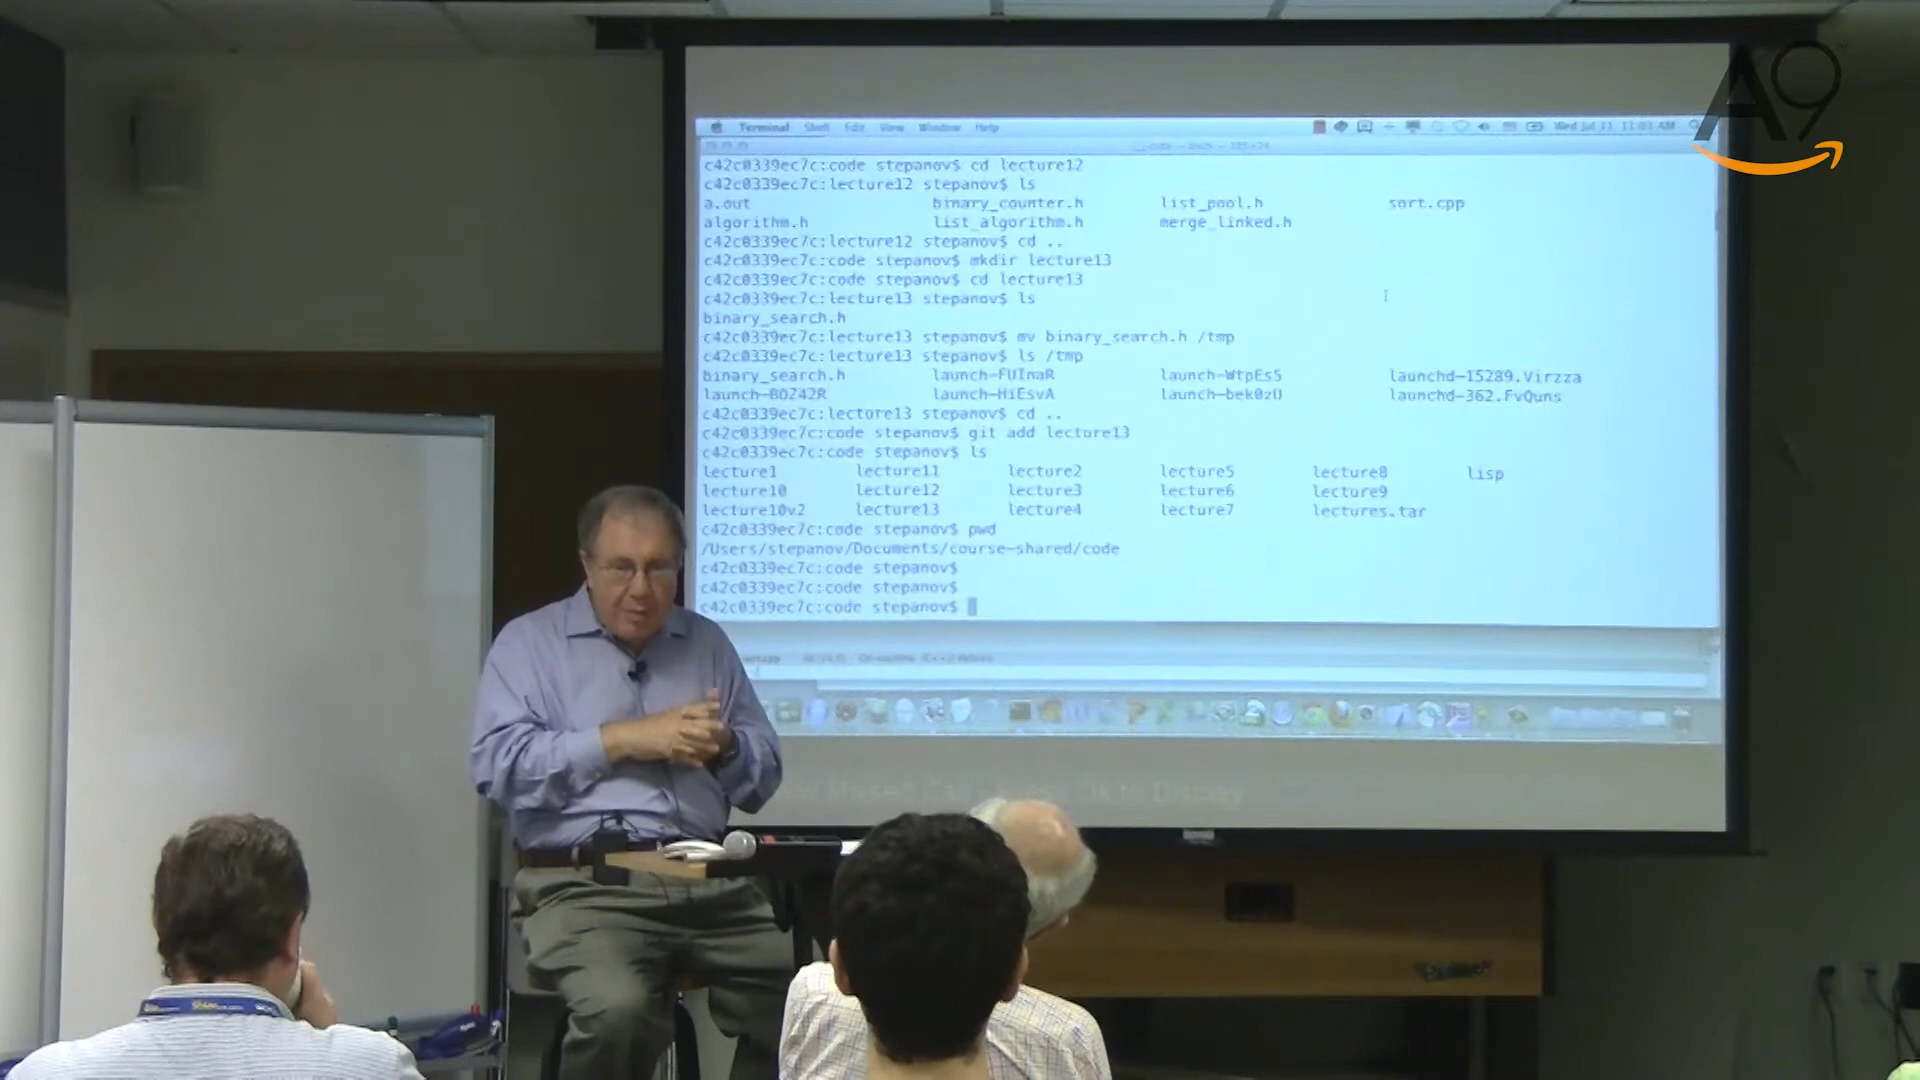 A9
Terminal Shell Edit View Window Help
c42c0339ec7c:code stepanov$ cd lecture12
c42c0339ec7c:lecture12 stepanov$ ls
a.out binary_counter.h list_pool.h sort.cpp
algorithm.h list_algorithm.h merge_linked.h
c42c0339ec7c:lecture12 stepanov$ cd ..
c42c0339ec7c:code stepanov$ mkdir lecture13
c42c0339ec7c:code stepanov$ cd lecture13
c42c0339ec7c:lecture13 stepanov$ ls
binary_search.h
c42c0339ec7c:lecture13 stepanov$ mv binary_search.h /tmp
c42c0339ec7c:lecture13 stepanov$ ls /tmp
binary_search.h launch-FUInaR launch-WtpEs5 launchd-15289.Virzza
launch-BOZ42R launch-HiEsvA launch-bek0zU launchd-362.FvQuns
c42c0339ec7c:lecture13 stepanov$ cd ..
c42c0339ec7c:code stepanov$ git add lecture13
c42c0339ec7c:code stepanov$ ls
lecture1 lecture11 lecture2 lecture5 lecture8 lisp
lecture10 lecture12 lecture3 lecture6 lecture9
lecture10v2 lecture13 lecture4 lecture7 lectures.tar
c42c0339ec7c:code stepanov$ pwd
/Users/stepanov/Documents/course-shared/code
c42c0339ec7c:code stepanov$
c42c0339ec7c:code stepanov$
c42c0339ec7c:code stepanov$